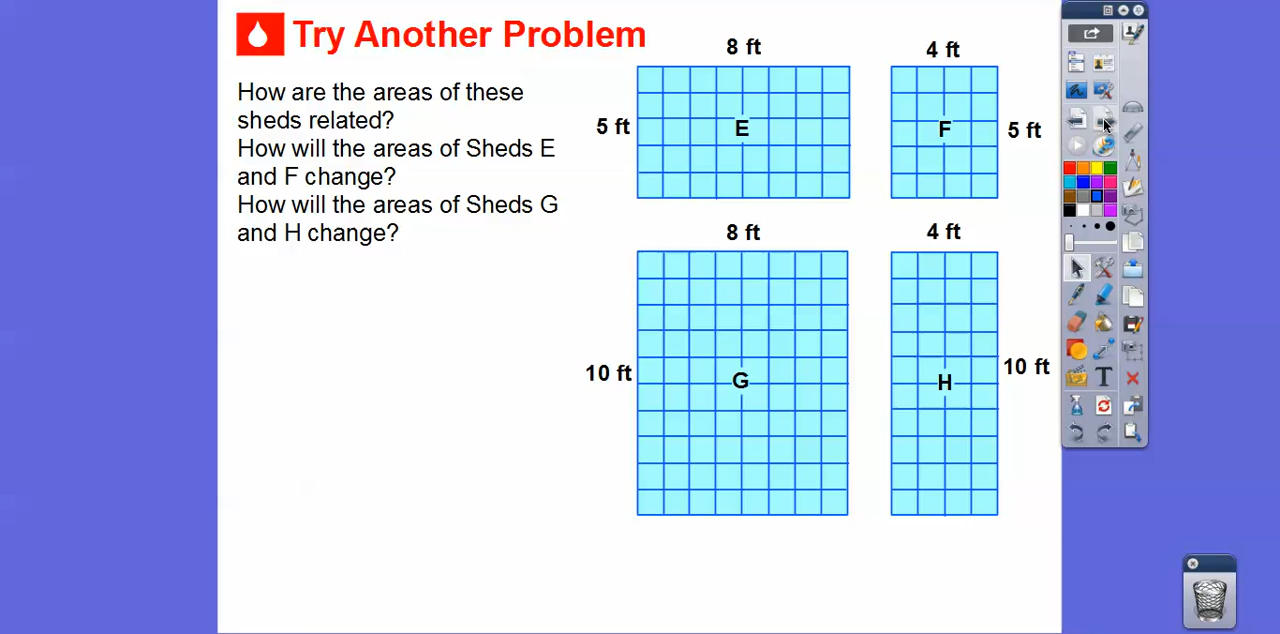 Try Another Problem
How are the areas of these
sheds related?
How will the areas of Sheds E
and F change?
How will the areas of Sheds G
and H change?
8 ft
4 ft
5 ft
E
F
5 ft
8 ft
4 ft
10 ft
G
H
10 ft
T